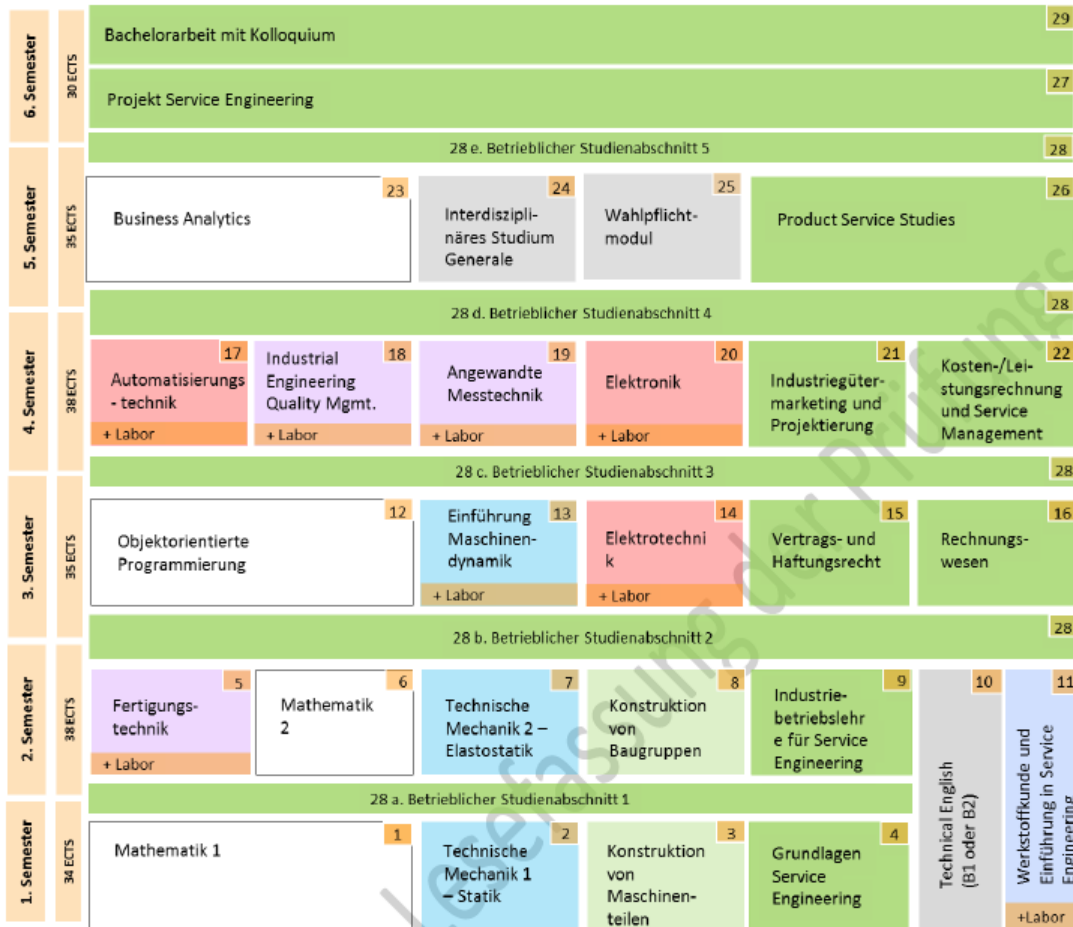 6. Semester
30 ECTS
Bachelorarbeit mit Kolloquium
29
Projekt Service Engineering
27
28 e. Betrieblicher Studienabschnitt 5
28
5. Semester
35 ECTS
Business Analytics
23
Interdiszipli-
näres Studium
Generale
24
Wahlpflicht-
modul
25
Product Service Studies
26
28 d. Betrieblicher Studienabschnitt 4
28
4. Semester
38 ECTS
Automatisierungs
- technik
17
+ Labor
Industrial
Engineering
Quality Mgmt.
18
+ Labor
Angewandte
Messtechnik
19
+ Labor
Elektronik
20
+ Labor
Industriegüter-
marketing und
Projektierung
21
Kosten-/Lei-
stungsrechnung
und Service
Management
22
28 c. Betrieblicher Studienabschnitt 3
28
3. Semester
35 ECTS
Objektorientierte
Programmierung
12
Einführung
Maschinen-
dynamik
13
+ Labor
Elektrotechni
k
14
+ Labor
Vertrags- und
Haftungsrecht
15
Rechnungs-
wesen
16
28 b. Betrieblicher Studienabschnitt 2
28
2. Semester
38 ECTS
Fertigungs-
technik
5
+ Labor
Mathematik
2
6
Technische
Mechanik 2 –
Elastostatik
7
Konstruktion
von
Baugruppen
8
Industrie-
betriebslehr
e für Service
Engineering
9
Technical English
(B1 oder B2)
10
Werkstoffkunde und
Einführung in Service
Engineering
11
+Labor
28 a. Betrieblicher Studienabschnitt 1
1. Semester
34 ECTS
Mathematik 1
1
Technische
Mechanik 1
– Statik
2
Konstruktion
von
Maschinen-
teilen
3
Grundlagen
Service
Engineering
4
Lesefassung der Prüfungs